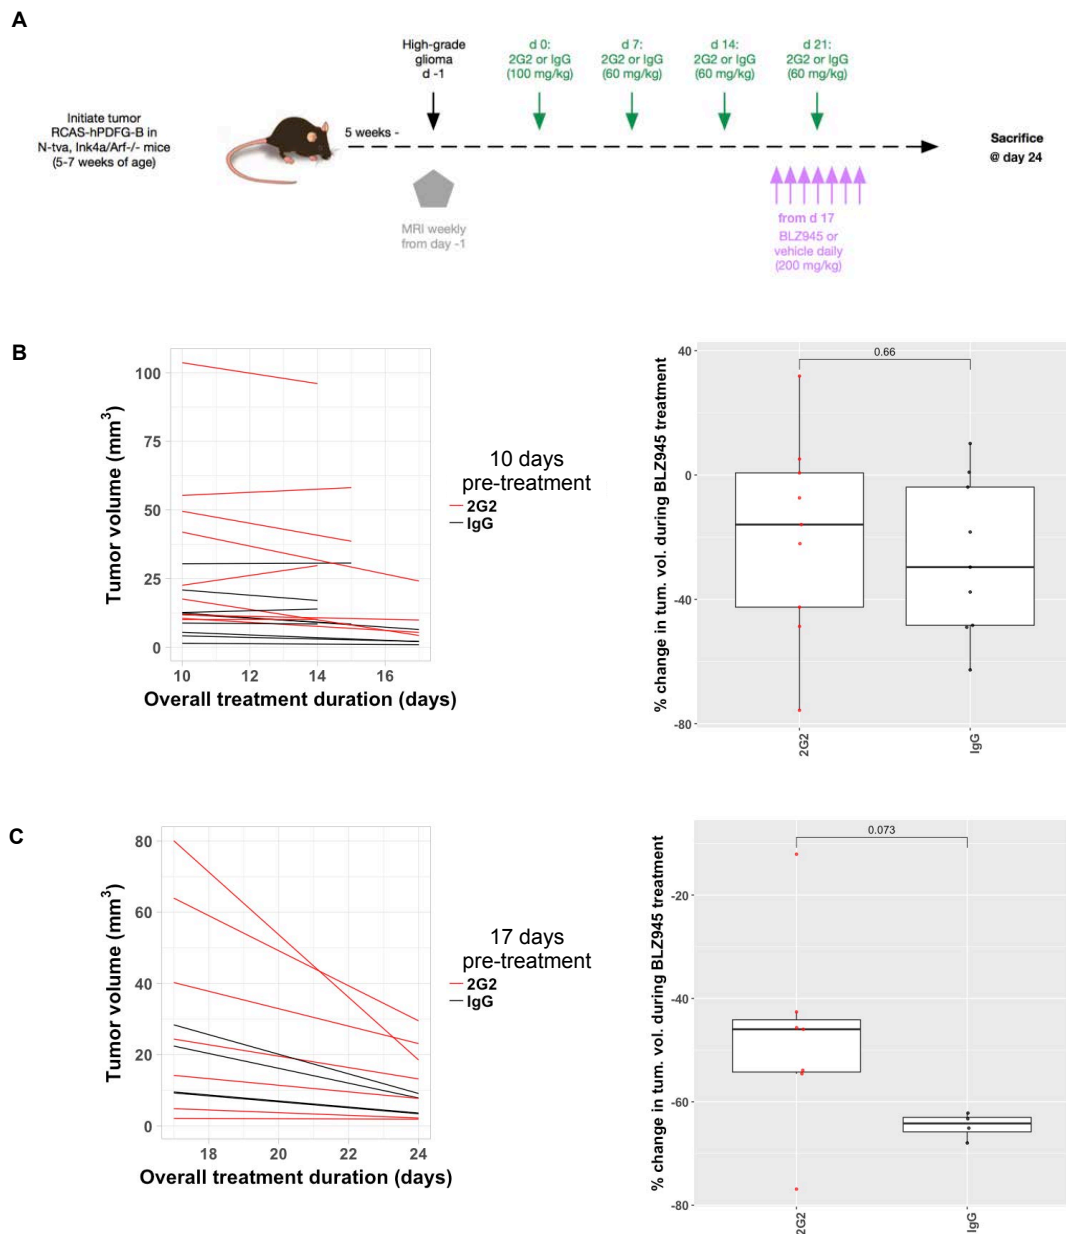 A
High-grade
glioma
d -1
d 0:
2G2 or IgG
(100 mg/kg)
d 7:
2G2 or IgG
(60 mg/kg)
d 14:
2G2 or IgG
(60 mg/kg)
d 21:
2G2 or IgG
(60 mg/kg)
Initiate tumor
RCAS-hPDFG-B in
N-tva, Ink4a/Arf-/- mice
(5-7 weeks of age)
5 weeks -
Sacrifice
@ day 24
MRI weekly
from day -1
from d 17
BLZ945 or
vehicle daily
(200 mg/kg)
B
Tumor volume (mm³)
100
75
50
25
0
10
12
14
16
Overall treatment duration (days)
10 days
pre-treatment
2G2
IgG
% change in tum. vol. during BLZ945 treatment
40
0
-40
-80
0.66
2G2
IgG
C
Tumor volume (mm³)
80
60
40
20
0
18
20
22
24
Overall treatment duration (days)
17 days
pre-treatment
2G2
IgG
% change in tum. vol. during BLZ945 treatment
-20
-40
-60
-80
0.073
2G2
IgG